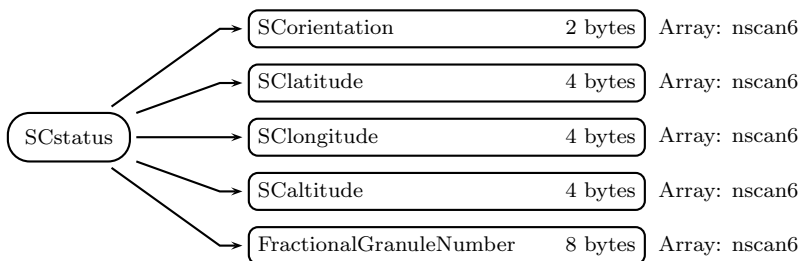 SCorientation 2 bytes Array: nscan6
SClatitude 4 bytes Array: nscan6
SCstatus SClongitude 4 bytes Array: nscan6
SCaltitude 4 bytes Array: nscan6
FractionalGranuleNumber 8 bytes Array: nscan6